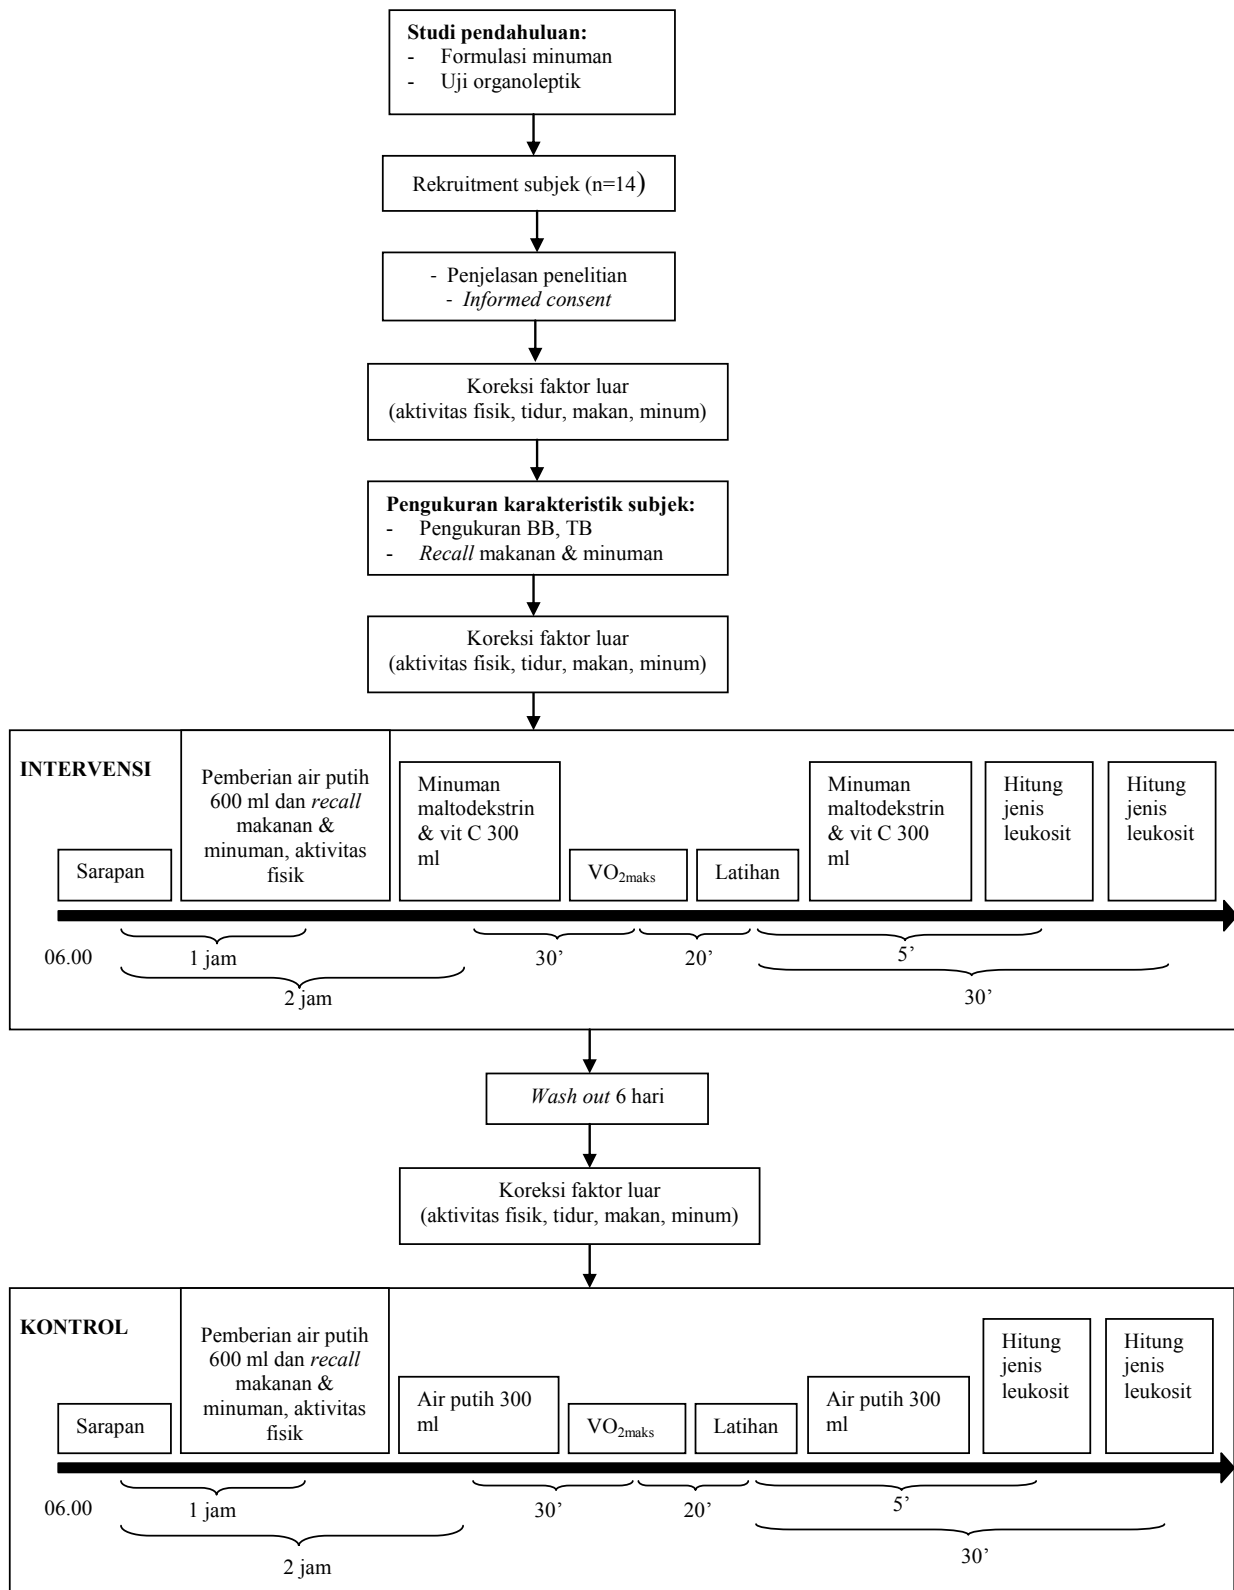 Studi pendahuluan:
- Formulasi minuman
- Uji organoleptik
Rekruitment subjek (n=14)
- Penjelasan penelitian
- Informed consent
Koreksi faktor luar
(aktivitas fisik, tidur, makan, minum)
Pengukuran karakteristik subjek:
- Pengukuran BB, TB
- Recall makanan & minuman
Koreksi faktor luar
(aktivitas fisik, tidur, makan, minum)
INTERVENSI
Sarapan
Pemberian air putih
600 ml dan recall
makanan &
minuman, aktivitas
fisik
Minuman
maltodekstrin
& vit C 300
ml
VO2maks
Latihan
Minuman
maltodekstrin
& vit C 300
ml
Hitung
jenis
leukosit
Hitung
jenis
leukosit
06.00
1 jam
2 jam
30’
20’
5’
30’
Wash out 6 hari
Koreksi faktor luar
(aktivitas fisik, tidur, makan, minum)
KONTROL
Sarapan
Pemberian air putih
600 ml dan recall
makanan &
minuman, aktivitas
fisik
Air putih 300
ml
VO2maks
Latihan
Air putih 300
ml
Hitung
jenis
leukosit
Hitung
jenis
leukosit
06.00
1 jam
2 jam
30’
20’
5’
30’